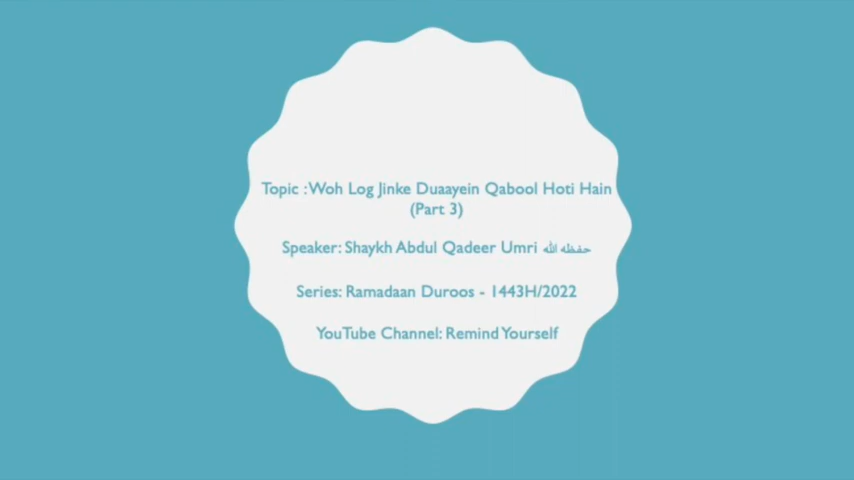 Topic : Woh Log Jinke Duaayein Qabool Hoti Hain
(Part 3)
Speaker: Shaykh Abdul Qadeer Umri حفظه الله
Series: Ramadaan Duroos - 1443H/2022
YouTube Channel: Remind Yourself